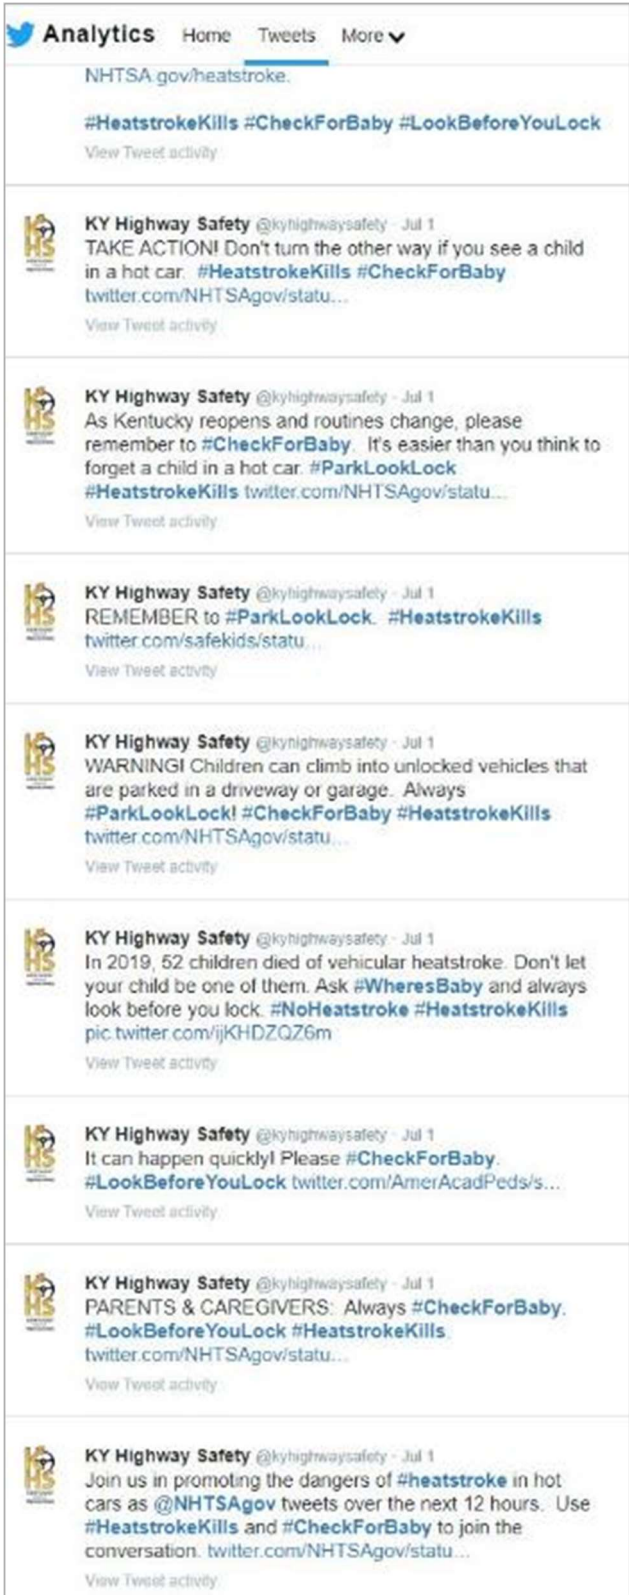 Analytics Home Tweets More
NHTSA.gov/heatstroke.
#HeatstrokeKills #CheckForBaby #LookBeforeYouLock
View Tweet activity
KY Highway Safety @kyhighwaysafety · Jul 1
TAKE ACTION! Don't turn the other way if you see a child
in a hot car. #HeatstrokeKills #CheckForBaby
twitter.com/NHTSAgov/statu...
View Tweet activity
KY Highway Safety @kyhighwaysafety · Jul 1
As Kentucky reopens and routines change, please
remember to #CheckForBaby. It's easier than you think to
forget a child in a hot car. #ParkLookLock
#HeatstrokeKills twitter.com/NHTSAgov/statu...
View Tweet activity
KY Highway Safety @kyhighwaysafety · Jul 1
REMEMBER to #ParkLookLock. #HeatstrokeKills
twitter.com/safekids/statu...
View Tweet activity
KY Highway Safety @kyhighwaysafety · Jul 1
WARNING! Children can climb into unlocked vehicles that
are parked in a driveway or garage. Always
#ParkLookLock! #CheckForBaby #HeatstrokeKills
twitter.com/NHTSAgov/statu...
View Tweet activity
KY Highway Safety @kyhighwaysafety · Jul 1
In 2019, 52 children died of vehicular heatstroke. Don't let
your child be one of them. Ask #WheresBaby and always
look before you lock. #NoHeatstroke #HeatstrokeKills
pic.twitter.com/ijKHDZQZ6m
View Tweet activity
KY Highway Safety @kyhighwaysafety · Jul 1
It can happen quickly! Please #CheckForBaby.
#LookBeforeYouLock twitter.com/AmerAcadPeds/s...
View Tweet activity
KY Highway Safety @kyhighwaysafety · Jul 1
PARENTS & CAREGIVERS: Always #CheckForBaby.
#LookBeforeYouLock #HeatstrokeKills
twitter.com/NHTSAgov/statu...
View Tweet activity
KY Highway Safety @kyhighwaysafety · Jul 1
Join us in promoting the dangers of #heatstroke in hot
cars as @NHTSAgov tweets over the next 12 hours. Use
#HeatstrokeKills and #CheckForBaby to join the
conversation. twitter.com/NHTSAgov/statu...
View Tweet activity